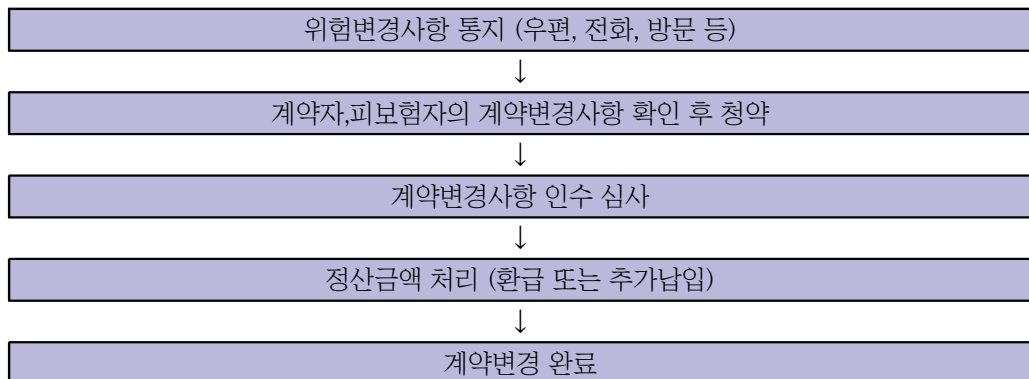 위험변경사항 통지 (우편, 전화, 방문 등)
↓
계약자,피보험자의 계약변경사항 확인 후 청약
↓
계약변경사항 인수 심사
↓
정산금액 처리 (환급 또는 추가납입)
↓
계약변경 완료